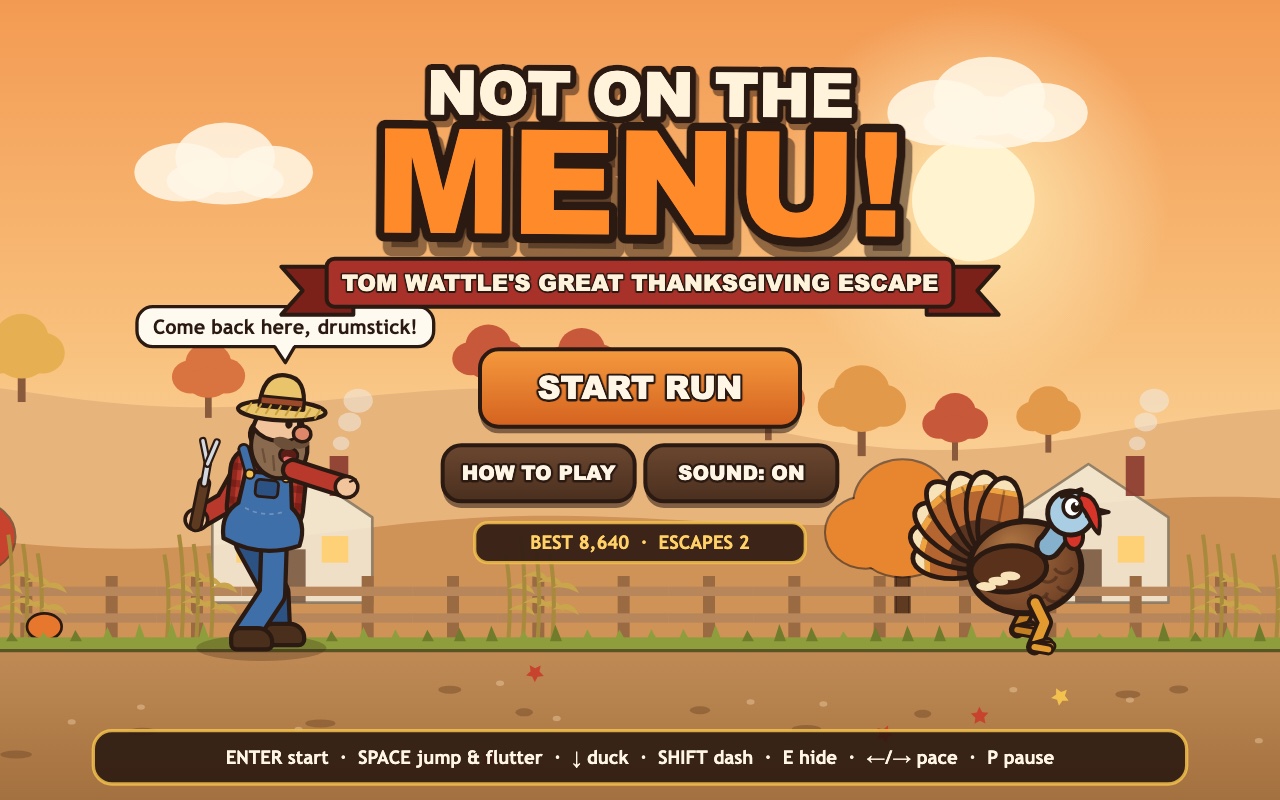 NOT ON THE
MENU!
TOM WATTLE'S GREAT THANKSGIVING ESCAPE
Come back here, drumstick!
START RUN
HOW TO PLAY
SOUND: ON
BEST 8,640 · ESCAPES 2
ENTER start · SPACE jump & flutter · ↓ duck · SHIFT dash · E hide · ←/→ pace · P pause